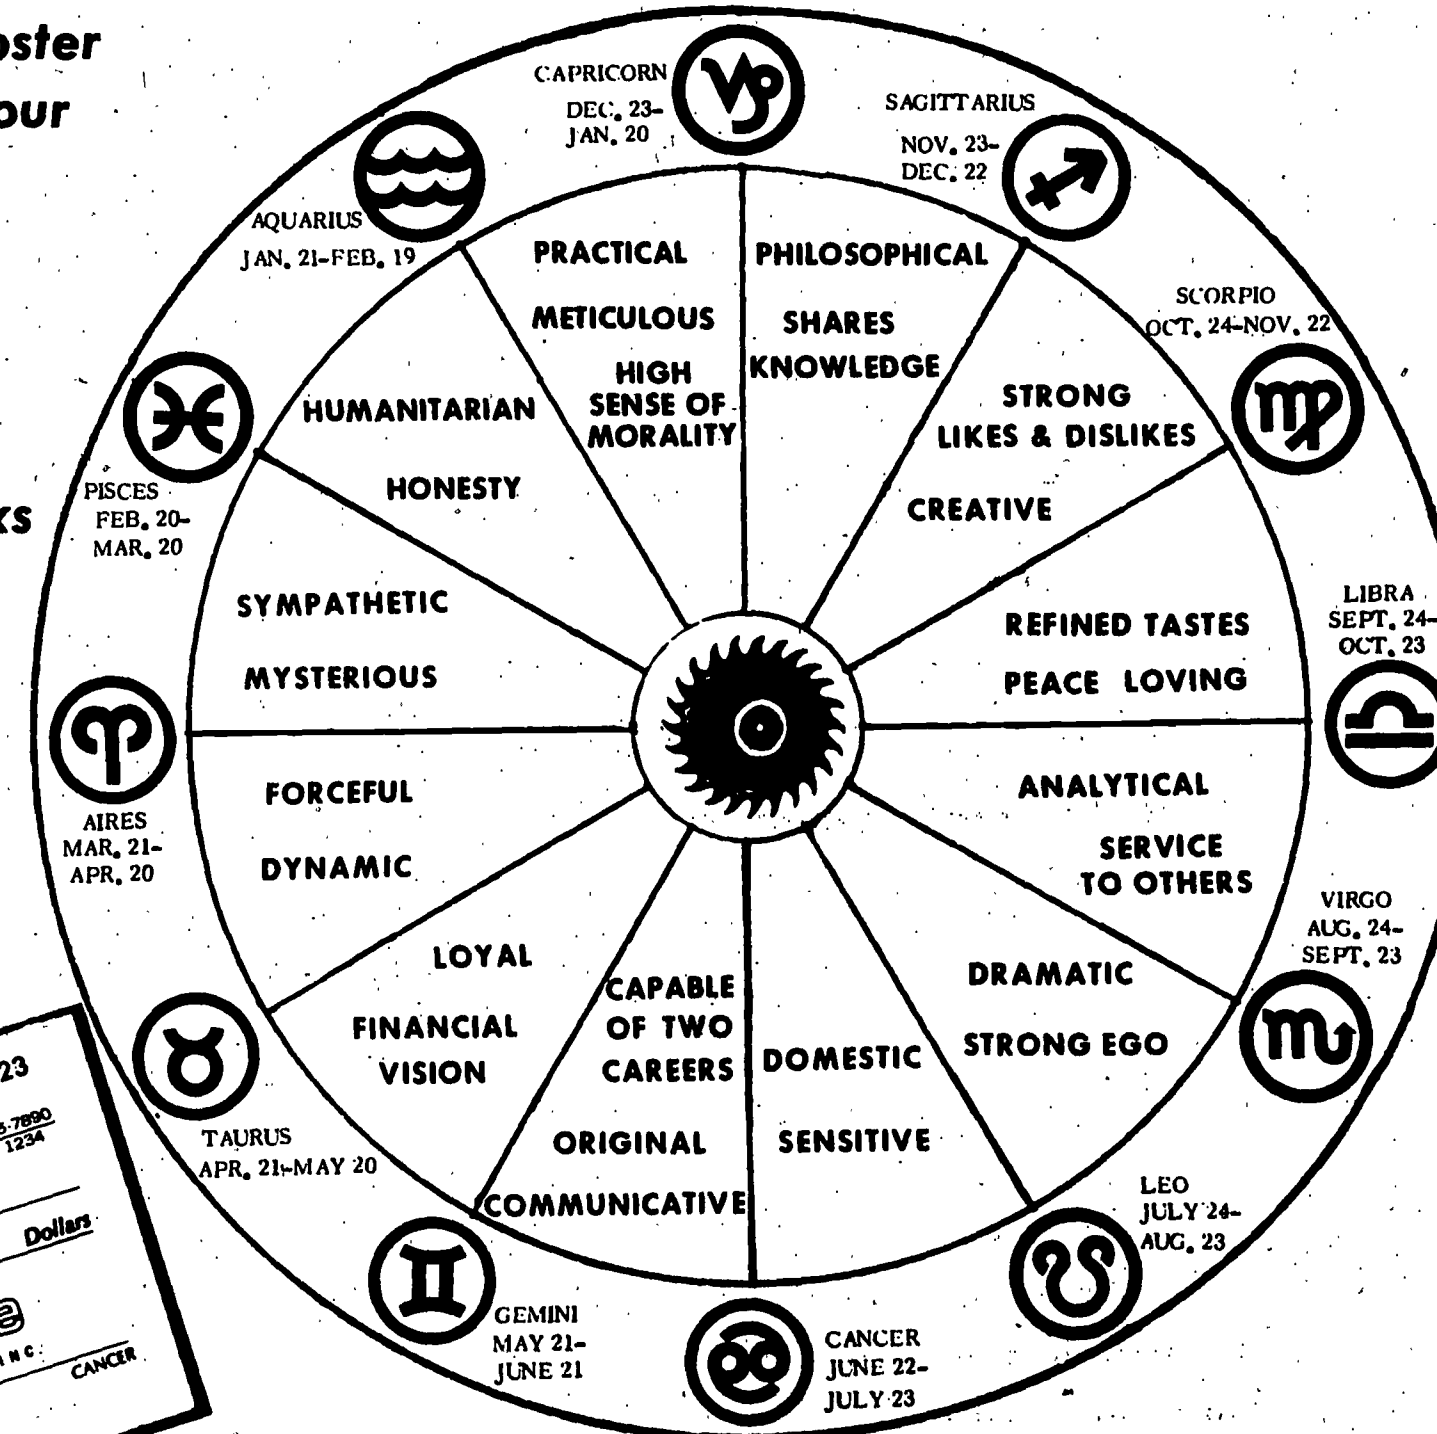 CAPRICORN
DEC. 23-
JAN. 20
SAGITTARIUS
NOV. 23-
DEC. 22
AQUARIUS
JAN. 21-FEB. 19
SCORPIO
OCT. 24-NOV. 22
PISCES
FEB. 20-
MAR. 20
LIBRA
SEPT. 24-
OCT. 23
AIRES
MAR. 21-
APR. 20
VIRGO
AUG. 24-
SEPT. 23
TAURUS
APR. 21-MAY 20
LEO
JULY 24-
AUG. 23
GEMINI
MAY 21-
JUNE 21
CANCER
JUNE 22-
JULY 23
PRACTICAL
METICULOUS
HIGH
SENSE OF
MORALITY
PHILOSOPHICAL
SHARES
KNOWLEDGE
STRONG
LIKES & DISLIKES
CREATIVE
REFINED TASTES
PEACE LOVING
ANALYTICAL
SERVICE
TO OTHERS
DRAMATIC
STRONG EGO
DOMESTIC
SENSITIVE
CAPABLE
OF TWO
CAREERS
ORIGINAL
COMMUNICATIVE
LOYAL
FINANCIAL
VISION
FORCEFUL
DYNAMIC
SYMPATHETIC
MYSTERIOUS
HUMANITARIAN
HONESTY
23
7890
1234
Dollars
CANCER